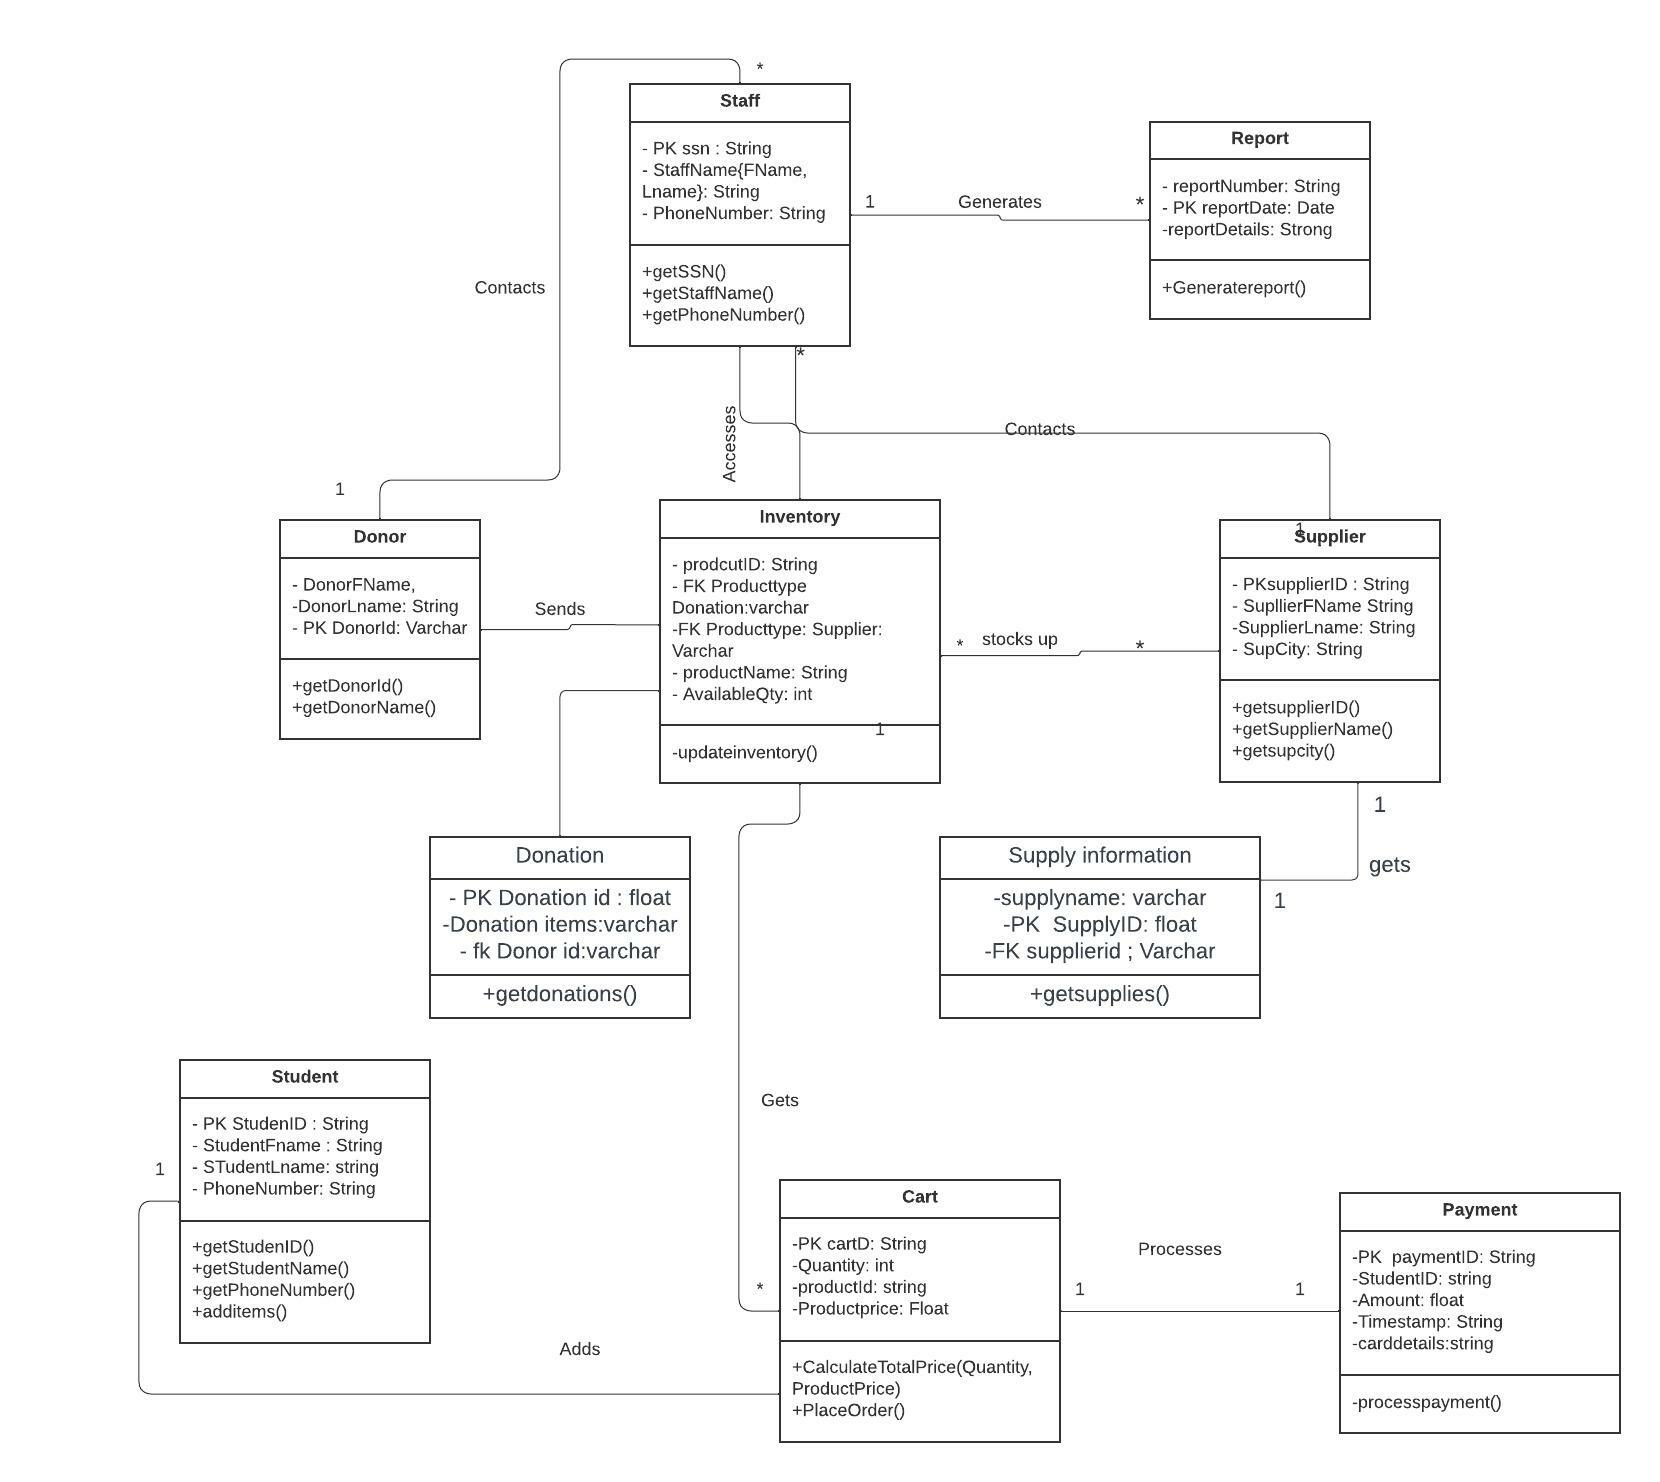 *
Staff
- PK ssn : String
- StaffName{FName,
Lname}: String
- PhoneNumber: String
+getSSN()
+getStaffName()
+getPhoneNumber()
1
Generates
*
Report
- reportNumber: String
- PK reportDate: Date
-reportDetails: Strong
+Generatereport()
Contacts
*
Accesses
Contacts
1
Donor
- DonorFName,
-DonorLname: String
- PK DonorId: Varchar
+getDonorId()
+getDonorName()
Sends
Inventory
- prodcutID: String
- FK Producttype
Donation:varchar
-FK Producttype: Supplier:
Varchar
- productName: String
- AvailableQty: int
1
-updateinventory()
*
stocks up
*
1
Supplier
- PKsupplierID : String
- SupllierFName String
-SupplierLname: String
- SupCity: String
+getsupplierID()
+getSupplierName()
+getsupcity()
1
gets
1
Donation
- PK Donation id : float
-Donation items:varchar
- fk Donor id:varchar
+getdonations()
Supply information
-supplyname: varchar
-PK  SupplyID: float
-FK supplierid ; Varchar
+getsupplies()
Student
- PK StudenID : String
- StudentFname : String
- STudentLname: string
- PhoneNumber: String
+getStudenID()
+getStudentName()
+getPhoneNumber()
+additems()
1
Adds
Gets
*
Cart
-PK cartD: String
-Quantity: int
-productId: string
-Productprice: Float
+CalculateTotalPrice(Quantity,
ProductPrice)
+PlaceOrder()
Processes
1
1
Payment
-PK  paymentID: String
-StudentID: string
-Amount: float
-Timestamp: String
-carddetails:string
-processpayment()